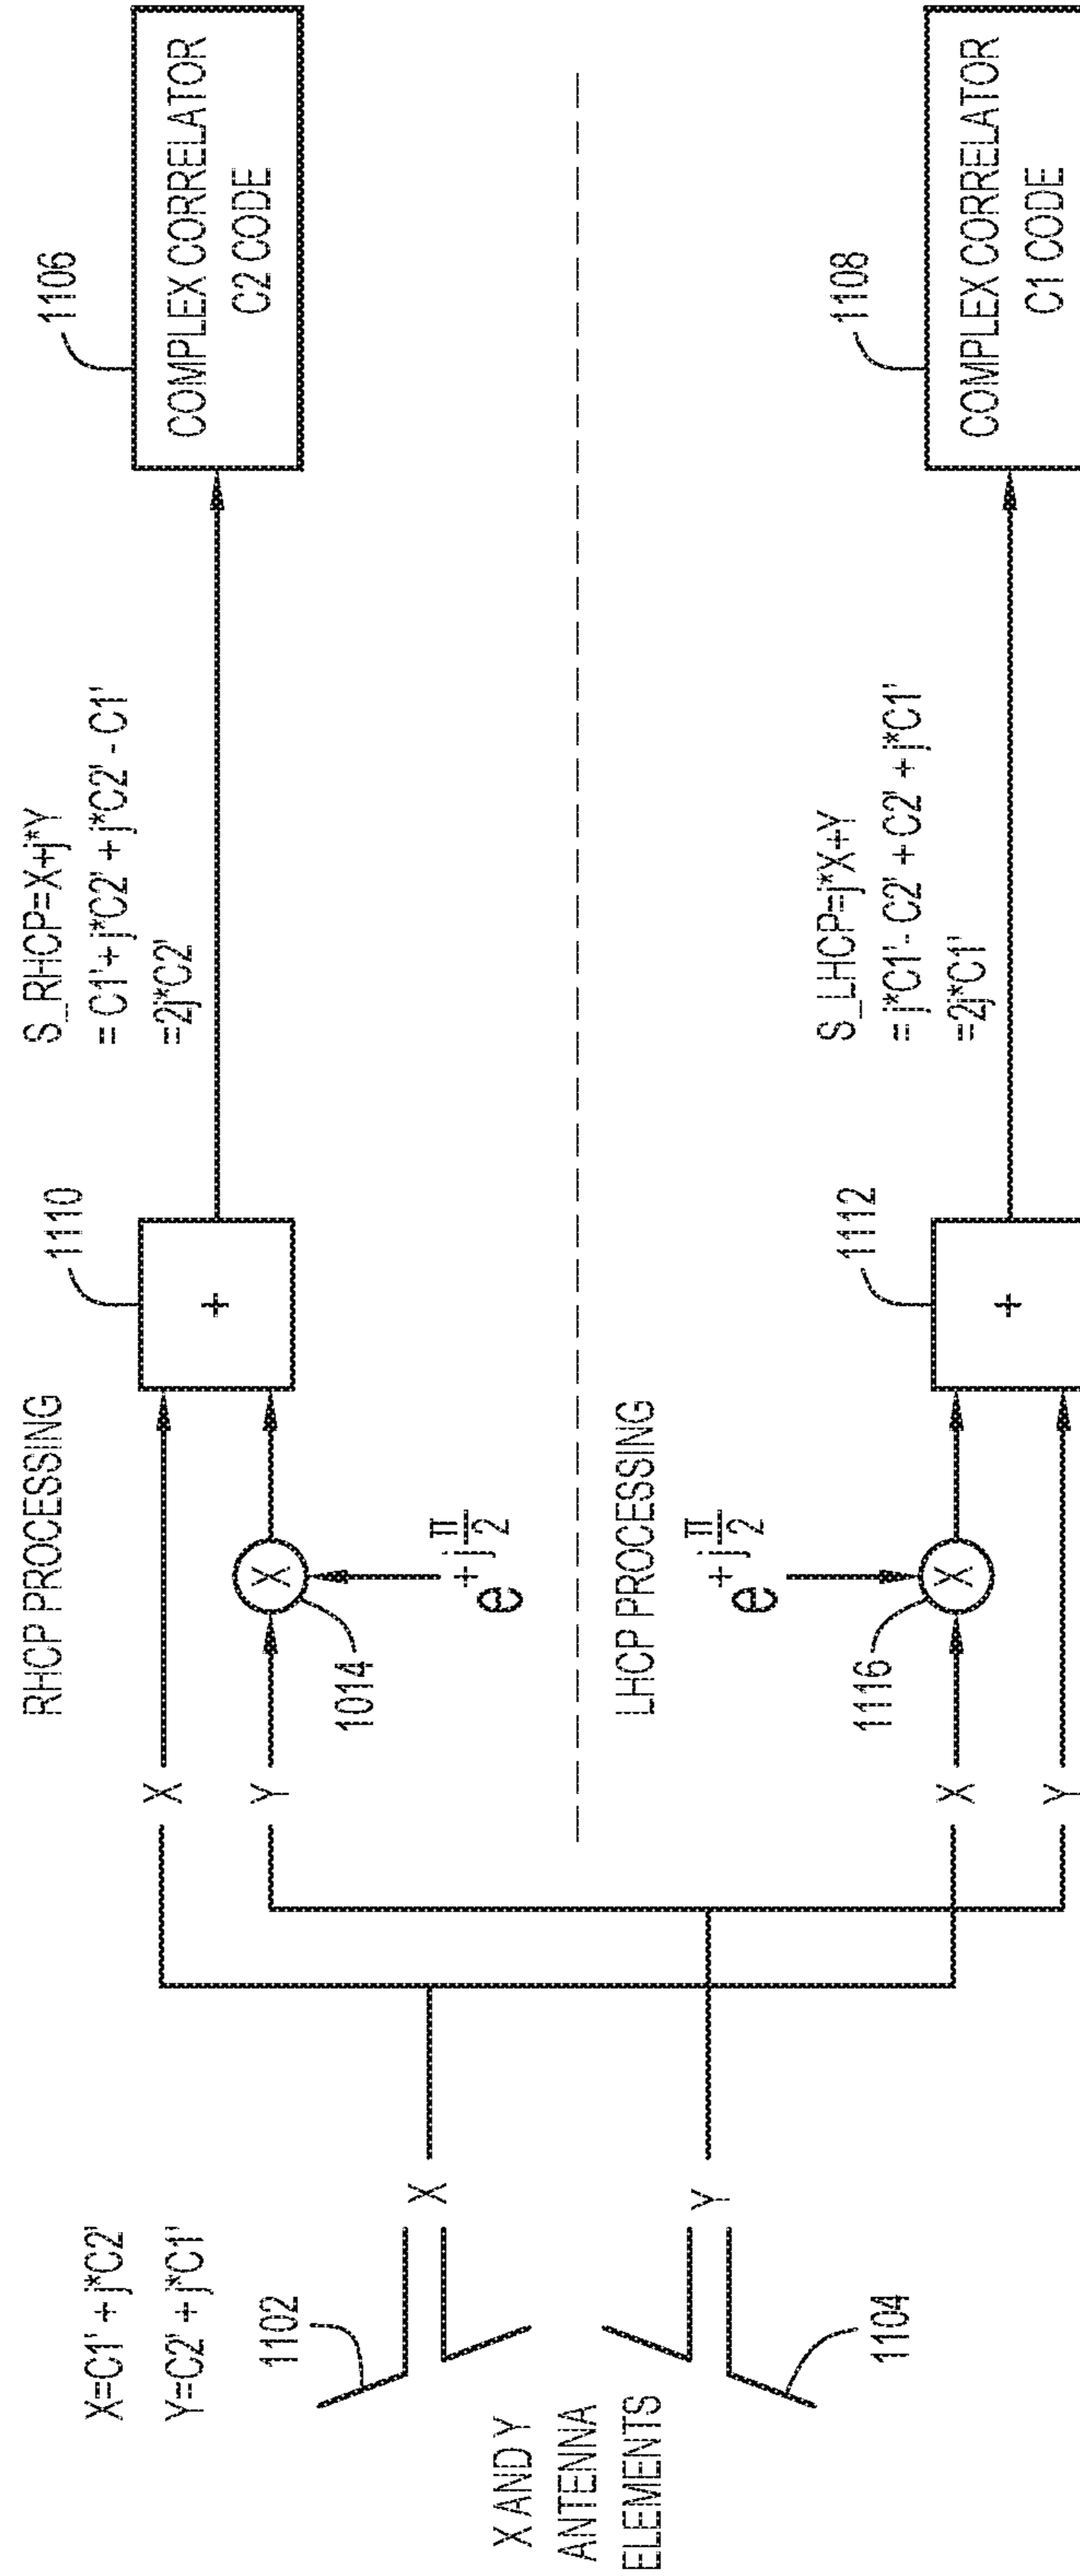 X=C1' + j*C2'
Y=C2' + j*C1'
1102
X AND Y
ANTENNA
ELEMENTS
1104
X
Y
RHCP PROCESSING
X
Y
1014
X
e +j π/2
1110
+
S_RHCP=X+j*Y
= C1'+ j*C2' + j*C2' - C1'
=2j*C2'
1106
COMPLEX CORRELATOR
C2 CODE
LHCP PROCESSING
e +j π/2
X
Y
1116
X
1112
+
S_LHCP=j*X+Y
= j*C1'- C2' + C2' + j*C1'
=2j*C1'
1108
COMPLEX CORRELATOR
C1 CODE